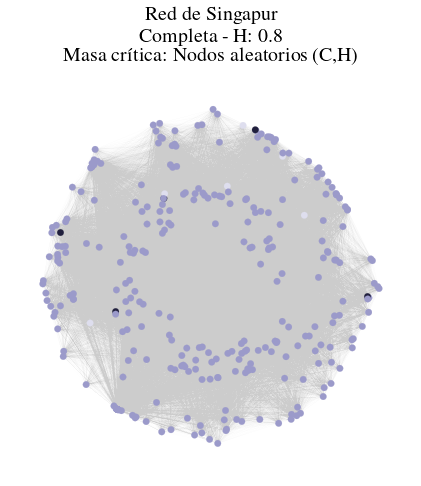 Red de Singapur
Completa - H: 0.8
Masa crítica: Nodos aleatorios (C,H)